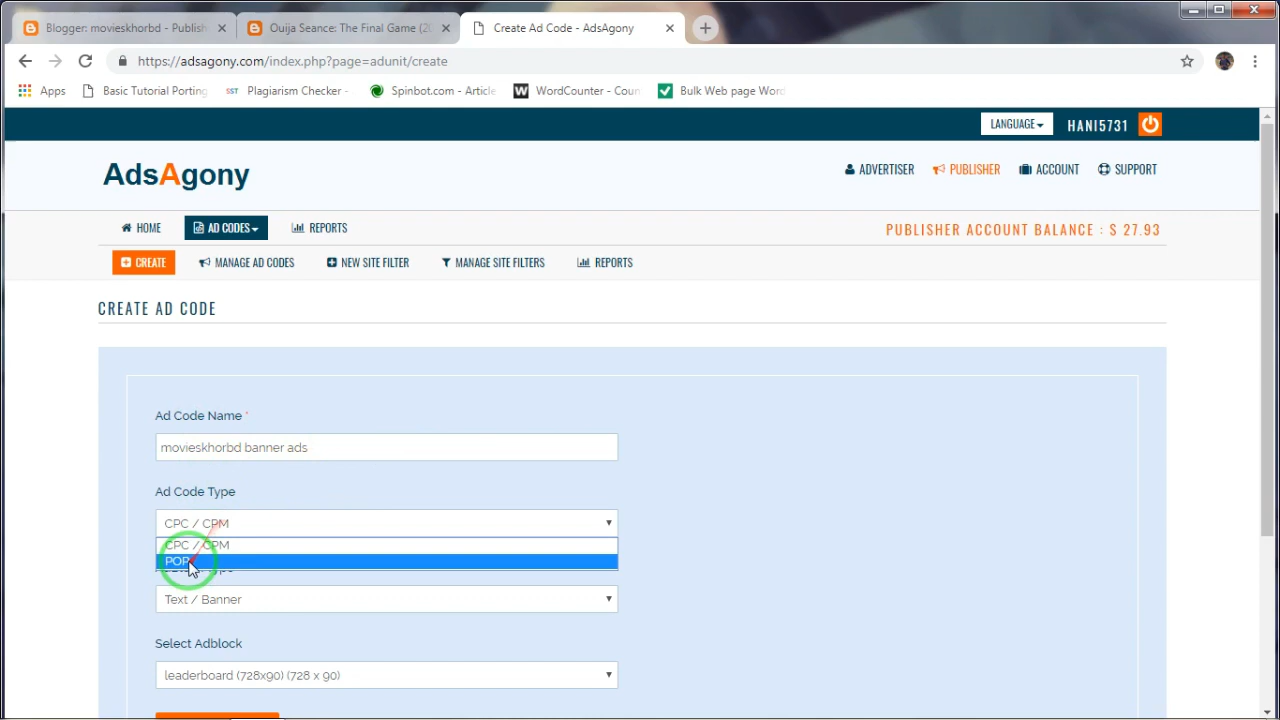 Blogger: movieskhorbd - Publish
Ouija Seance: The Final Game (20
Create Ad Code - AdsAgony
https://adsagony.com/index.php?page=adunit/create
Apps
Basic Tutorial Porting
SST
Plagiarism Checker -
Spinbot.com - Article
W
WordCounter - Coun
Bulk Web page Word
LANGUAGE
HANI5731
AdsAgony
ADVERTISER
PUBLISHER
ACCOUNT
SUPPORT
HOME
AD CODES
REPORTS
PUBLISHER ACCOUNT BALANCE : $ 27.93
CREATE
MANAGE AD CODES
NEW SITE FILTER
MANAGE SITE FILTERS
REPORTS
CREATE AD CODE
Ad Code Name *
movieskhorbd banner ads
Ad Code Type
CPC / CPM
CPC / CPM
POP
Text / Banner
Select Adblock
leaderboard (728x90) (728 x 90)